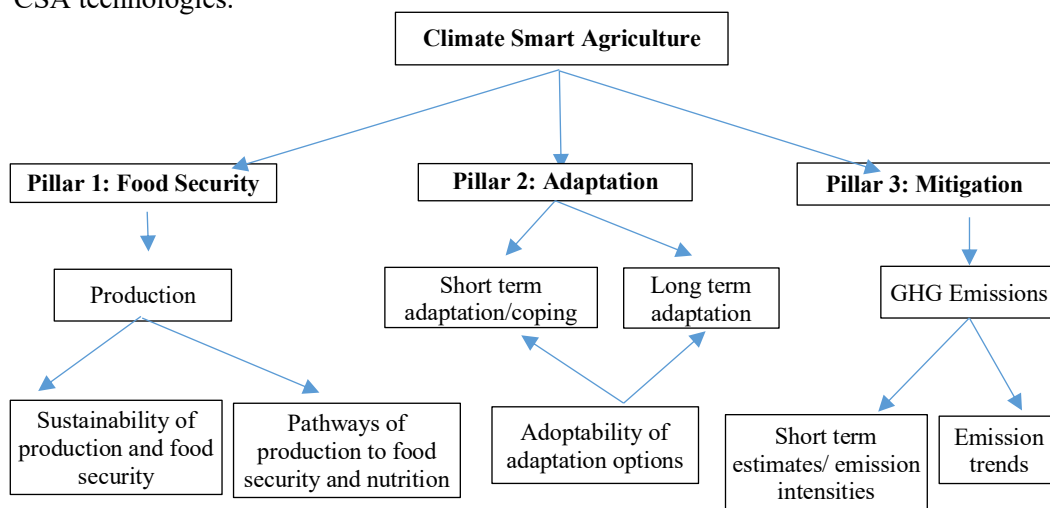 CSA technologies.
Climate Smart Agriculture
Pillar 1: Food Security
Pillar 2: Adaptation
Pillar 3: Mitigation
Production
Short term
adaptation/coping
Long term
adaptation
GHG Emissions
Sustainability of
production and food
security
Pathways of
production to food
security and nutrition
Adoptability of
adaptation options
Short term
estimates/ emission
intensities
Emission
trends